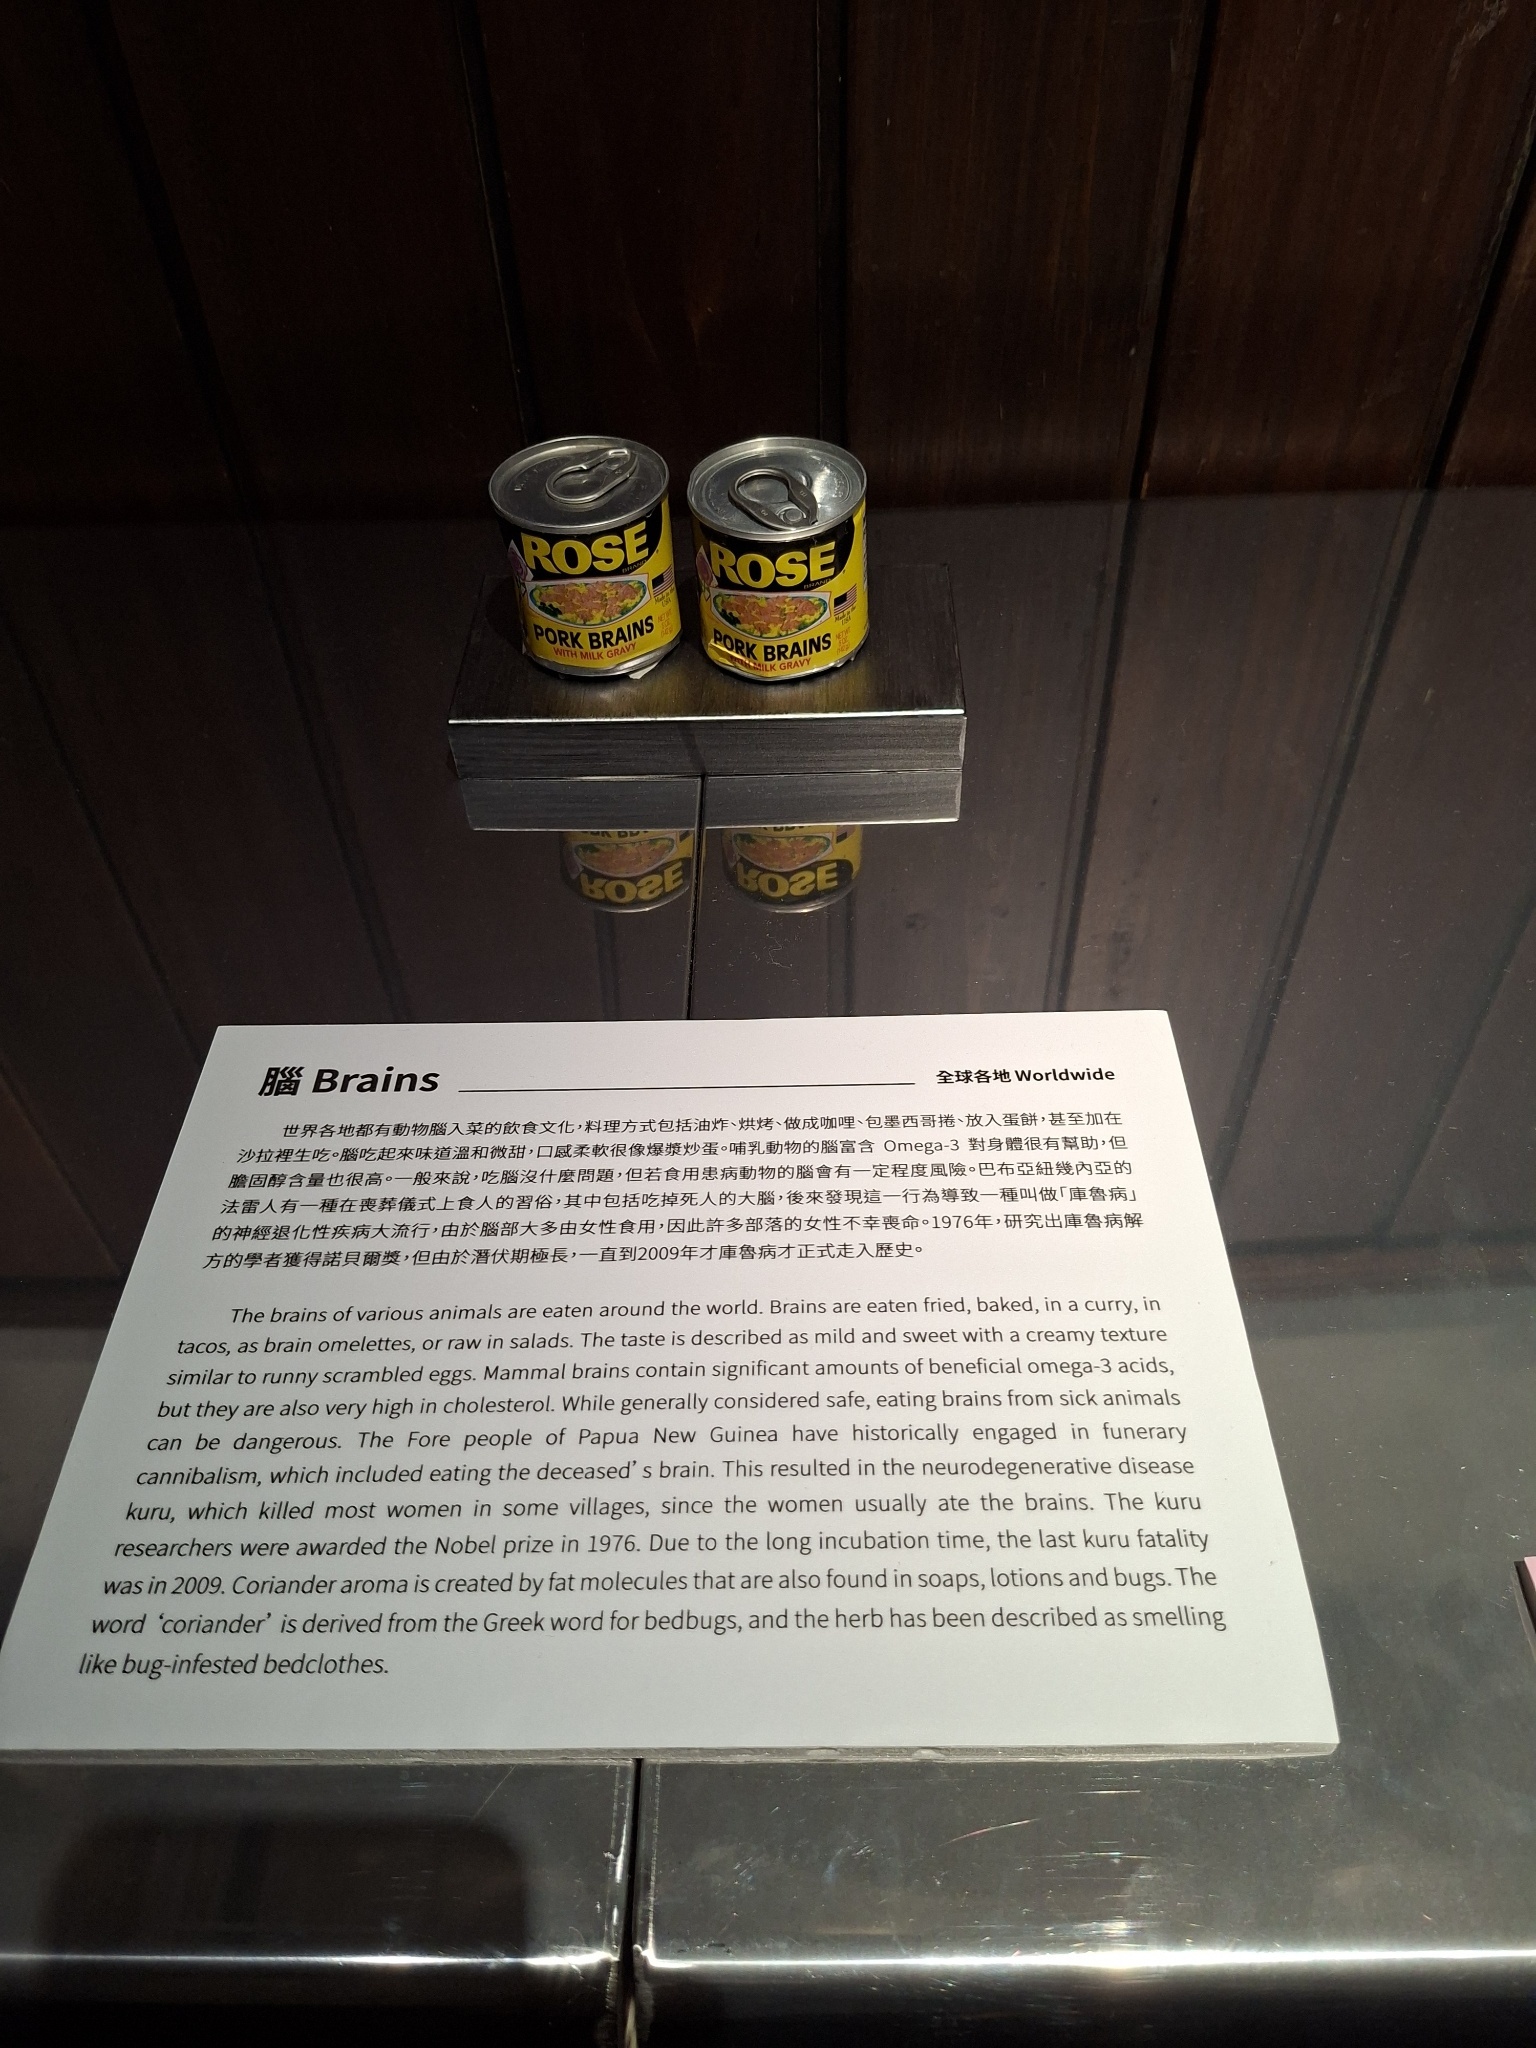 ROSE
BRAND
Made in the USA
PORK BRAINS
WITH MILK GRAVY
ROSE
BRAND
Made in the USA
PORK BRAINS
WITH MILK GRAVY
腦 Brains
全球各地 Worldwide
世界各地都有動物腦入菜的飲食文化，料理方式包括油炸、烘烤、做成咖哩、包墨西哥捲、放入蛋餅，甚至加在
沙拉裡生吃。腦吃起來味道溫和微甜，口感柔軟很像爆漿炒蛋。哺乳動物的腦富含 Omega-3 對身體很有幫助，但
膽固醇含量也很高。一般來說，吃腦沒什麼問題，但若食用患病動物的腦會有一定程度風險。巴布亞紐幾內亞的
法雷人有一種在喪葬儀式上食人的習俗，其中包括吃掉死人的大腦，後來發現這一行為導致一種叫做「庫魯病」
的神經退化性疾病大流行，由於腦部大多由女性食用，因此許多部落的女性不幸喪命。1976年，研究出庫魯病解
方的學者獲得諾貝爾獎，但由於潛伏期極長，一直到2009年才庫魯病才正式走入歷史。
The brains of various animals are eaten around the world. Brains are eaten fried, baked, in a curry, in
tacos, as brain omelettes, or raw in salads. The taste is described as mild and sweet with a creamy texture
similar to runny scrambled eggs. Mammal brains contain significant amounts of beneficial omega-3 acids,
but they are also very high in cholesterol. While generally considered safe, eating brains from sick animals
can be dangerous. The Fore people of Papua New Guinea have historically engaged in funerary
cannibalism, which included eating the deceased’s brain. This resulted in the neurodegenerative disease
kuru, which killed most women in some villages, since the women usually ate the brains. The kuru
researchers were awarded the Nobel prize in 1976. Due to the long incubation time, the last kuru fatality
was in 2009. Coriander aroma is created by fat molecules that are also found in soaps, lotions and bugs. The
word ‘coriander’ is derived from the Greek word for bedbugs, and the herb has been described as smelling
like bug-infested bedclothes.